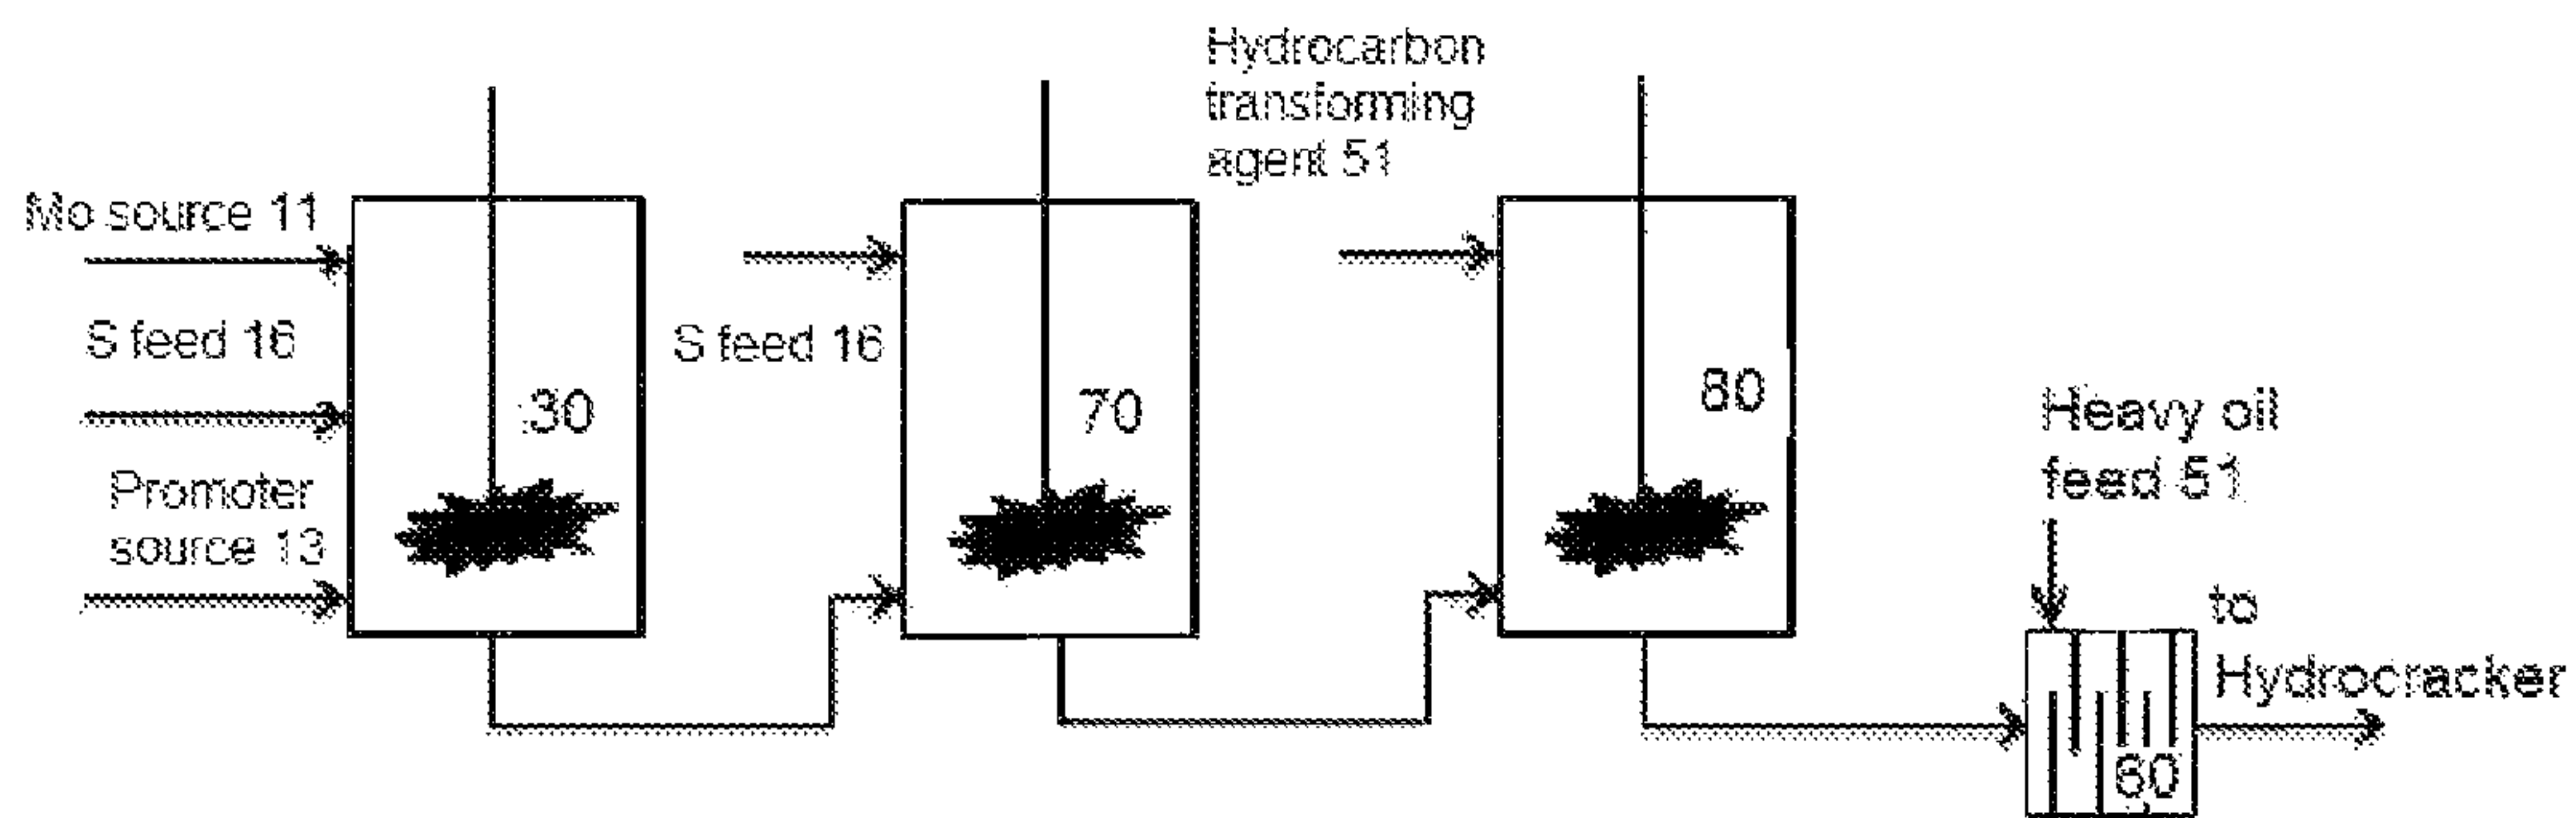 Hydrocarbon
transforming
agent 51
Mo source 11
S feed 16
S feed 16
30
70
80
Promoter
source 13
Heavy oil
feed 51
to
Hydrocracker
60